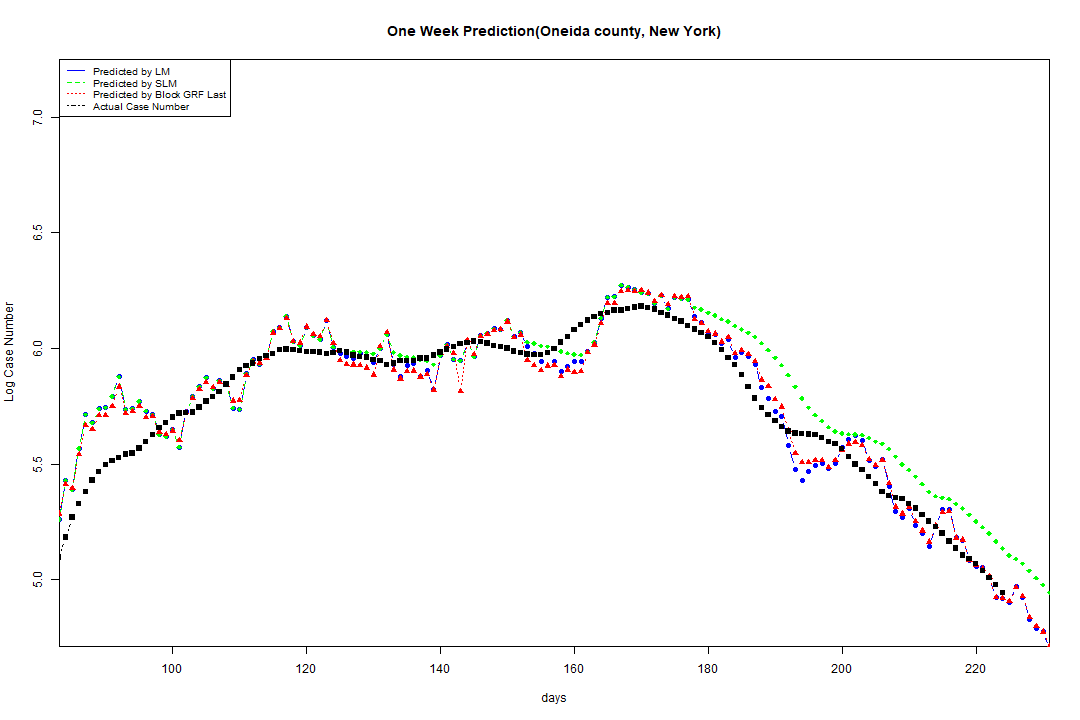 One Week Prediction(Oneida county, New York)
Predicted by LM
Predicted by SLM
Predicted by Block GRF Last
Actual Case Number
7.0
6.5
6.0
5.5
5.0
Log Case Number
100 120 140 160 180 200 220
days